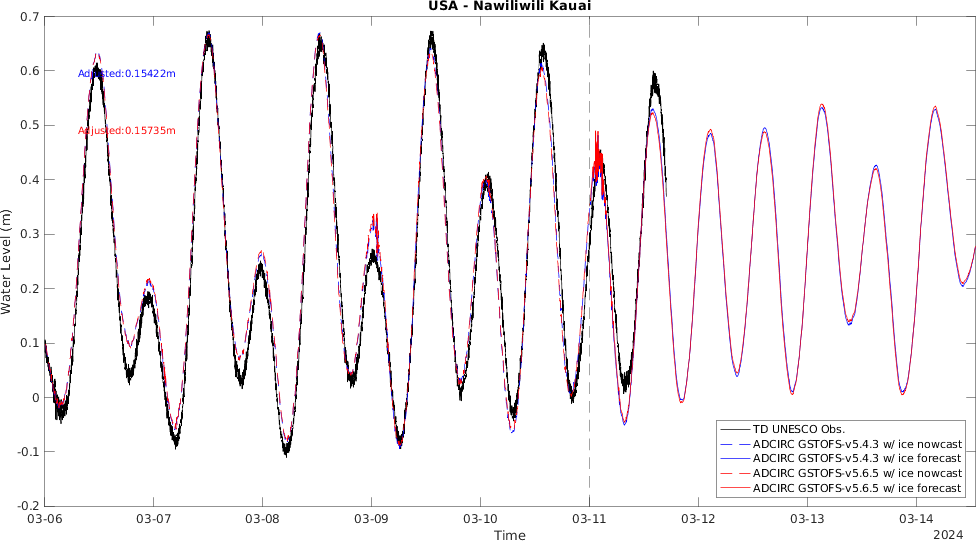 USA - Nawiliwili Kauai
0.7
0.6
0.5
0.4
0.3
0.2
0.1
0
-0.1
-0.2
Water Level (m)
Adjusted:0.15422m
Adjusted:0.15735m
TD UNESCO Obs.
ADCIRC GSTOFS-v5.4.3 w/ ice nowcast
ADCIRC GSTOFS-v5.4.3 w/ ice forecast
ADCIRC GSTOFS-v5.6.5 w/ ice nowcast
ADCIRC GSTOFS-v5.6.5 w/ ice forecast
03-06 03-07 03-08 03-09 03-10 03-11 03-12 03-13 03-14
Time
2024